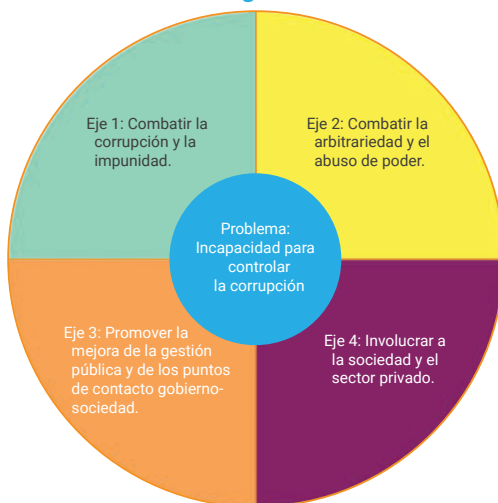 Eje 1: Combatir la
corrupción y la
impunidad.
Eje 2: Combatir la
arbitrariedad y el
abuso de poder.
Problema:
Incapacidad para
controlar
la corrupción
Eje 3: Promover la
mejora de la gestión
pública y de los puntos
de contacto gobierno-
sociedad.
Eje 4: Involucrar a
la sociedad y el
sector privado.